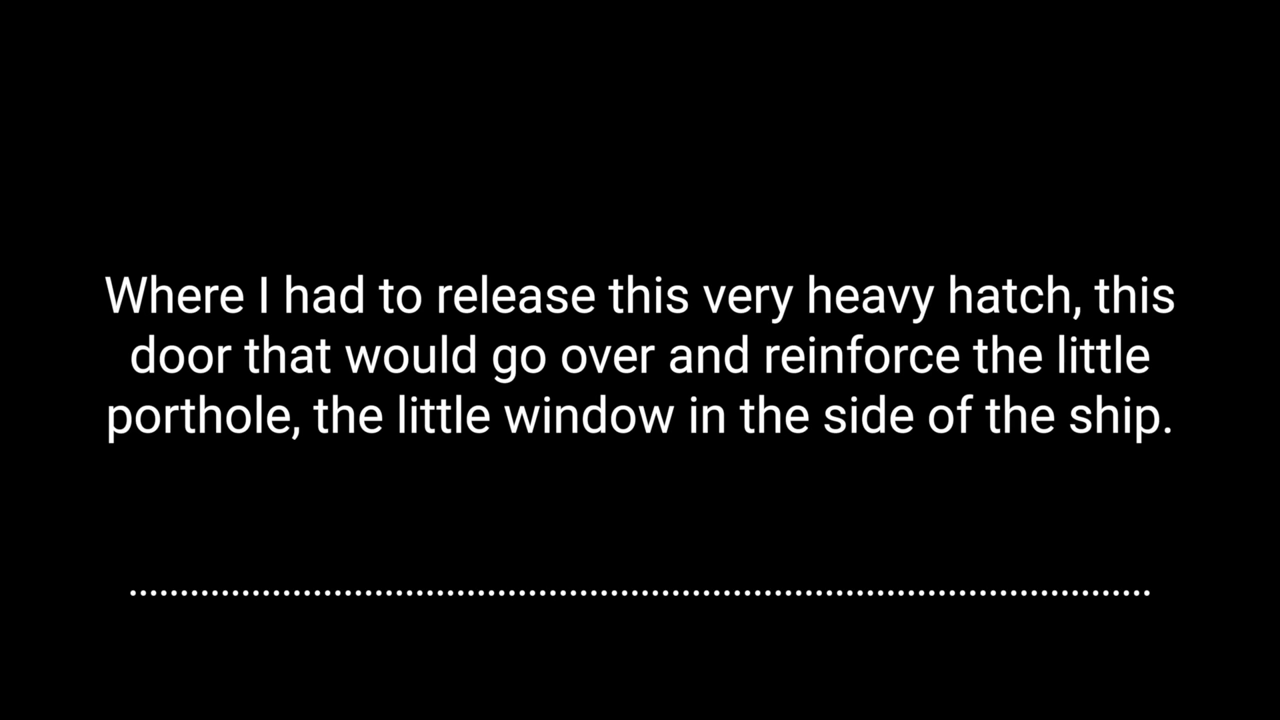 Where I had to release this very heavy hatch, this
door that would go over and reinforce the little
porthole, the little window in the side of the ship.